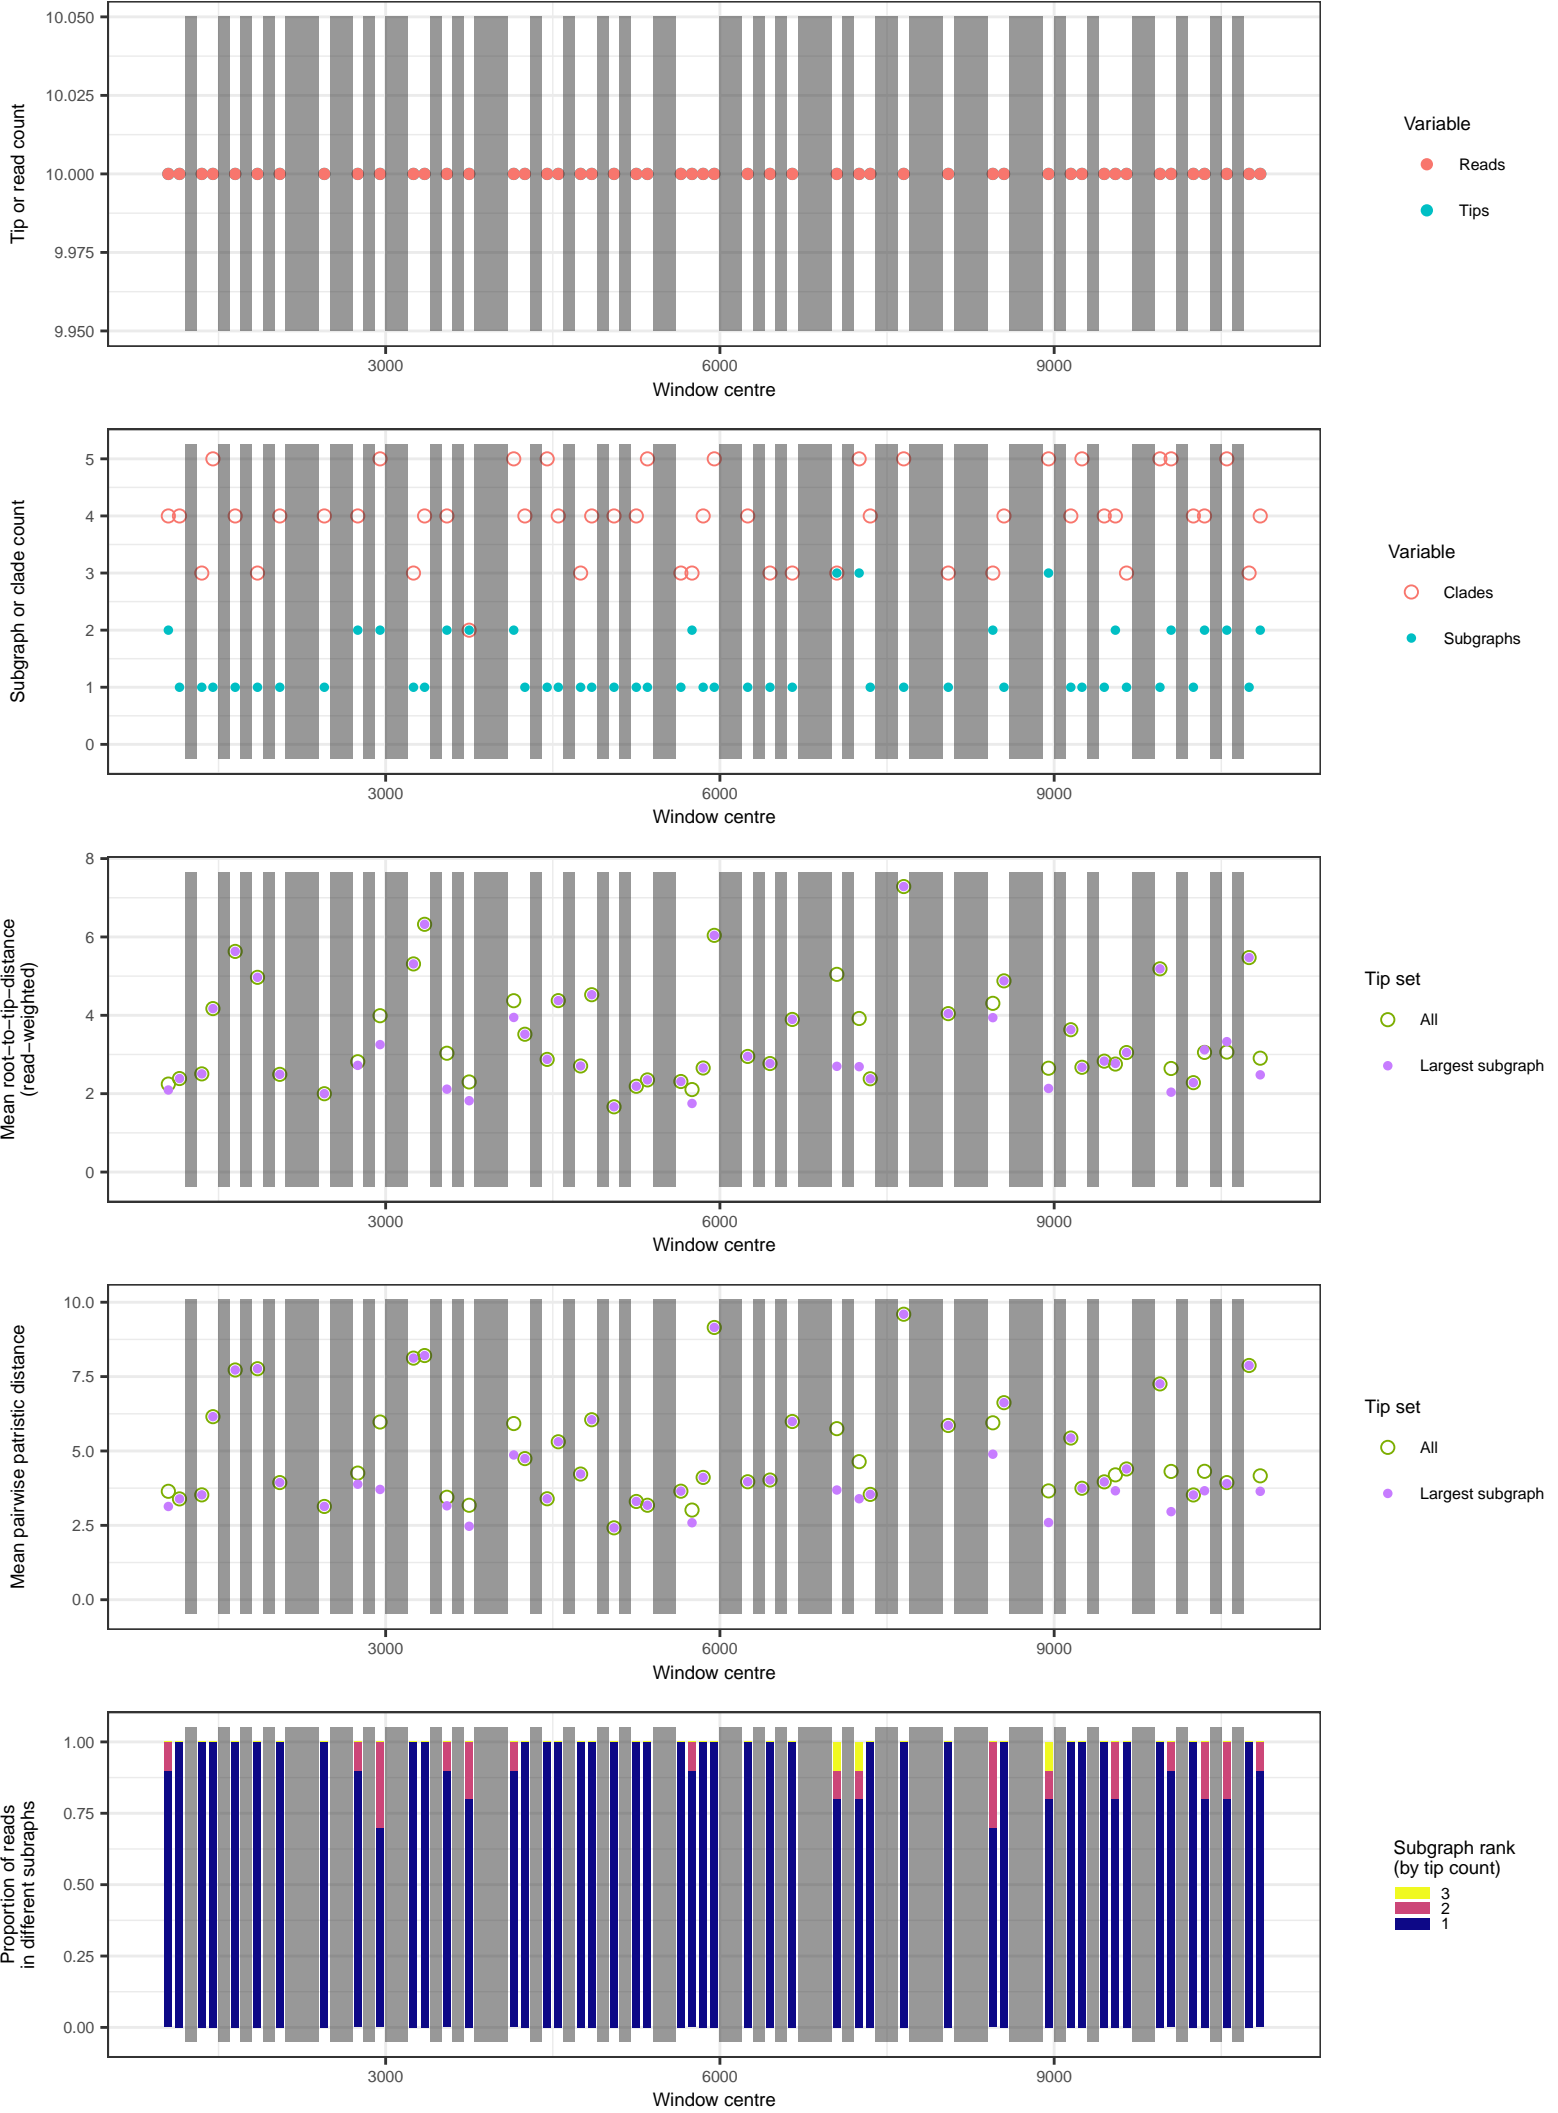 10.050
10.025
10.000
9.975
9.950
Tip or read count
3000 6000 9000
Window centre
Variable
Reads
Tips
5
4
3
2
1
0
Subgraph or clade count
3000 6000 9000
Window centre
Variable
Clades
Subgraphs
8
6
4
2
0
Mean root−to−tip−distance
(read−weighted)
3000 6000 9000
Window centre
Tip set
All
Largest subgraph
10.0
7.5
5.0
2.5
0.0
Mean pairwise patristic distance
3000 6000 9000
Window centre
Tip set
All
Largest subgraph
1.00
0.75
0.50
0.25
0.00
Proportion of reads
in different subraphs
3000 6000 9000
Window centre
Subgraph rank
(by tip count)
3
2
1